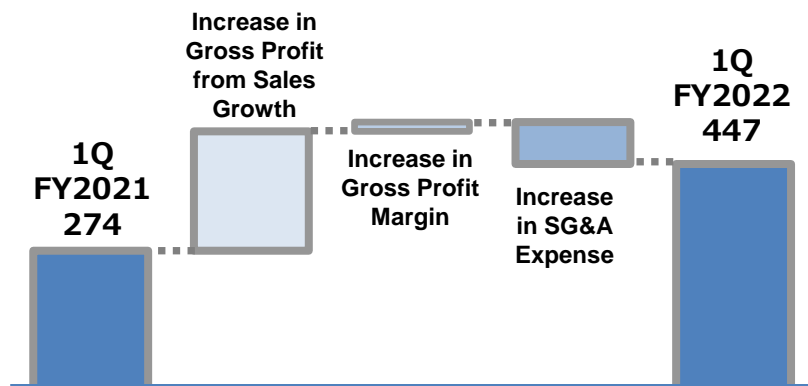 Increase in
Gross Profit
from Sales
Growth
1Q
FY2021
274
Increase in
Gross Profit
Margin
Increase
in SG&A
Expense
1Q
FY2022
447